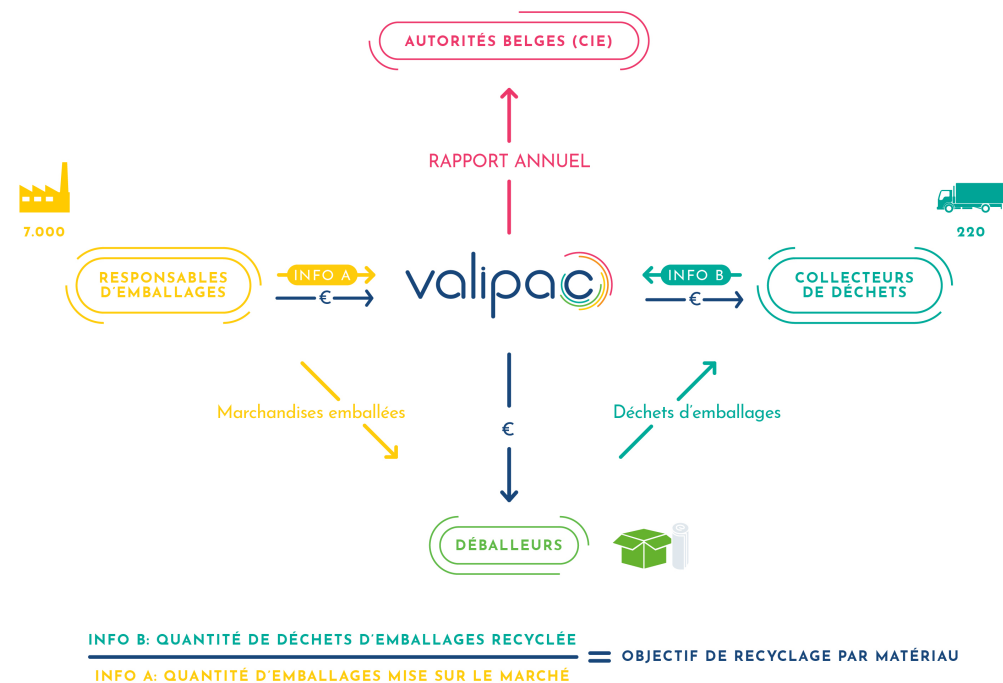 AUTORITÉS BELGES (CIE)
RAPPORT ANNUEL
7.000
220
RESPONSABLES
D'EMBALLAGES
INFO A
€
valipac
INFO B
€
COLLECTEURS
DE DÉCHETS
Marchandises emballées
€
Déchets d'emballages
DÉBALLEURS
INFO B: QUANTITÉ DE DÉCHETS D'EMBALLAGES RECYCLÉE
= OBJECTIF DE RECYCLAGE PAR MATÉRIAU
INFO A: QUANTITÉ D'EMBALLAGES MISE SUR LE MARCHÉ